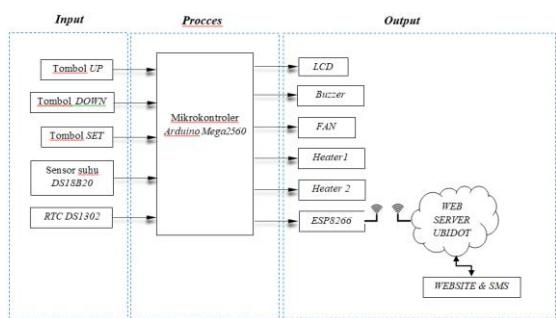 Input
Procces
Output
Tombol UP
Tombol DOWN
Tombol SET
Sensor suhu
DS18B20
RTC DS1302
Mikrokontroler
Arduino Mega2560
LCD
Buzzer
FAN
Heater1
Heater 2
ESP8266
WEB
SERVER
UBIDOT
WEBSITE & SMS